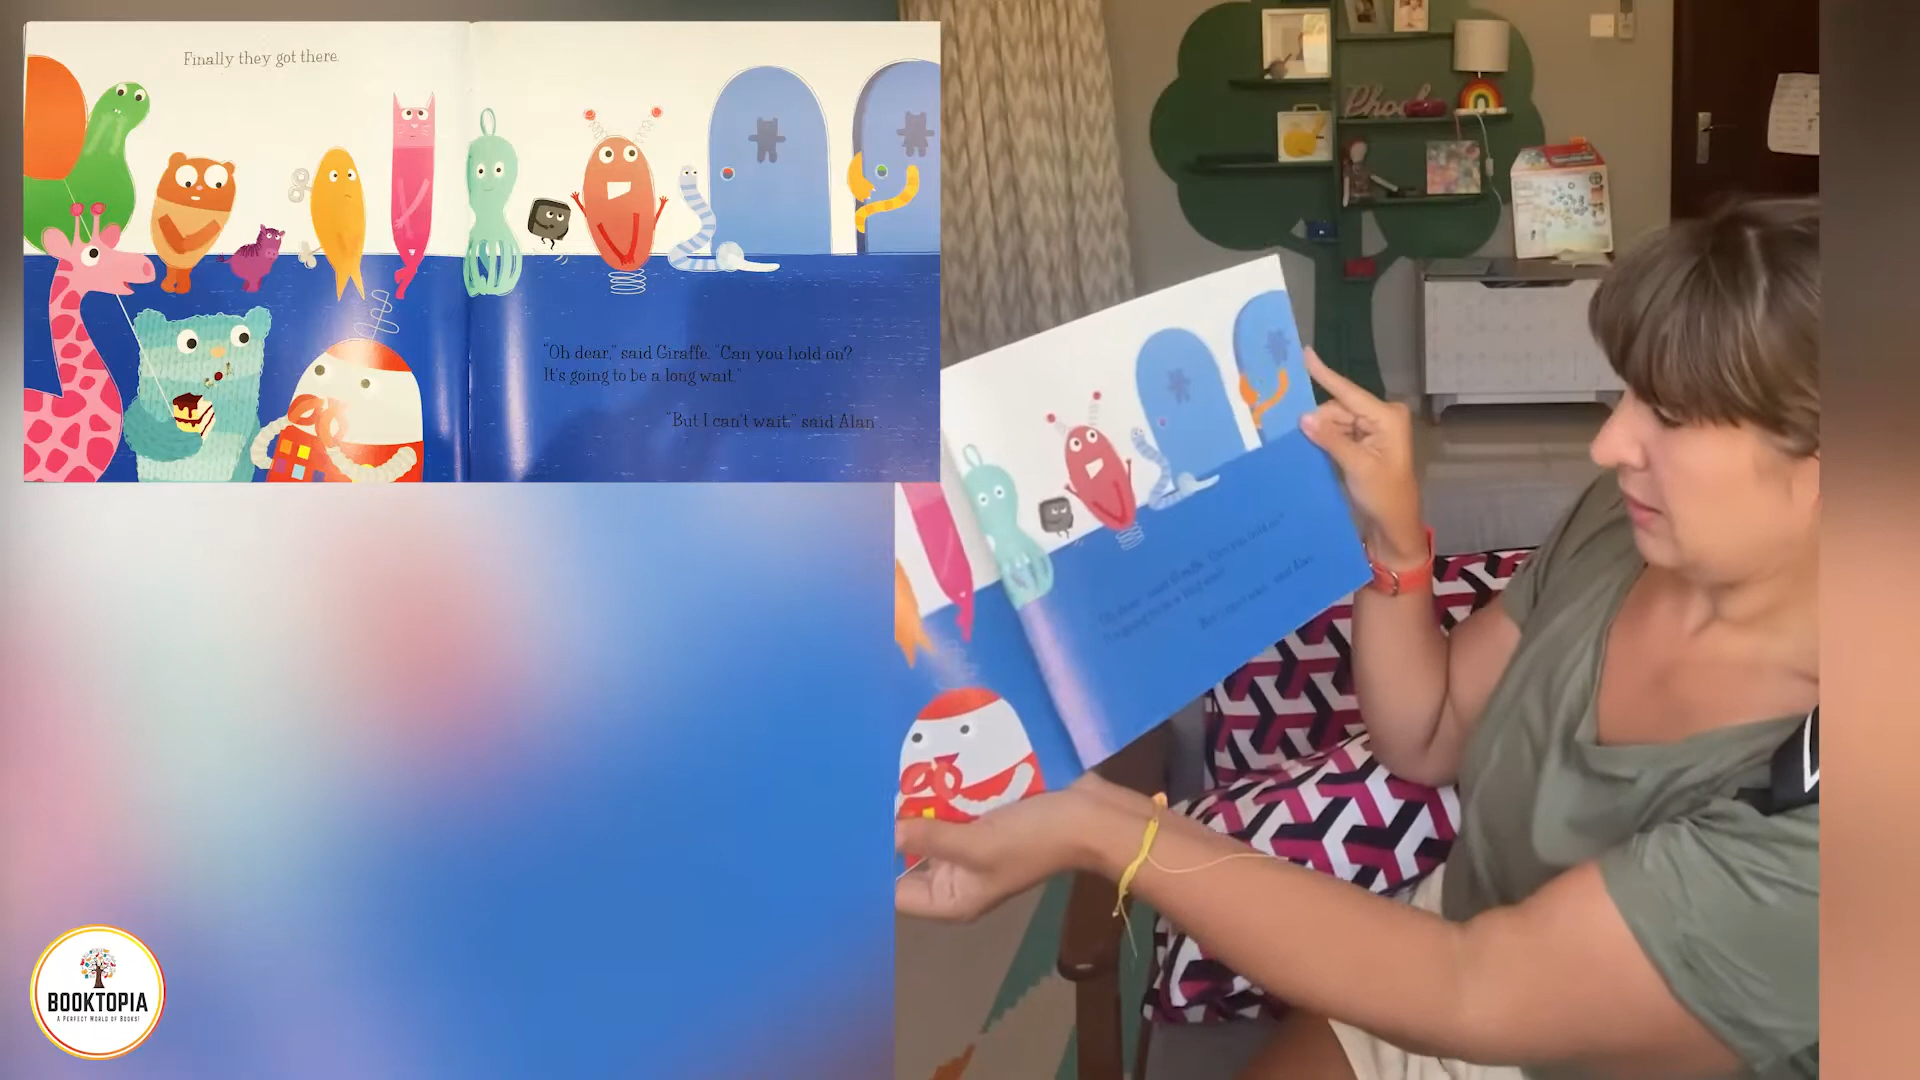 Finally they got there.
"Oh dear," said Giraffe. "Can you hold on?
It's going to be a long wait."
"But I can't wait," said Alan.
BOOKTOPIA
A PERFECT WORLD OF BOOKS!